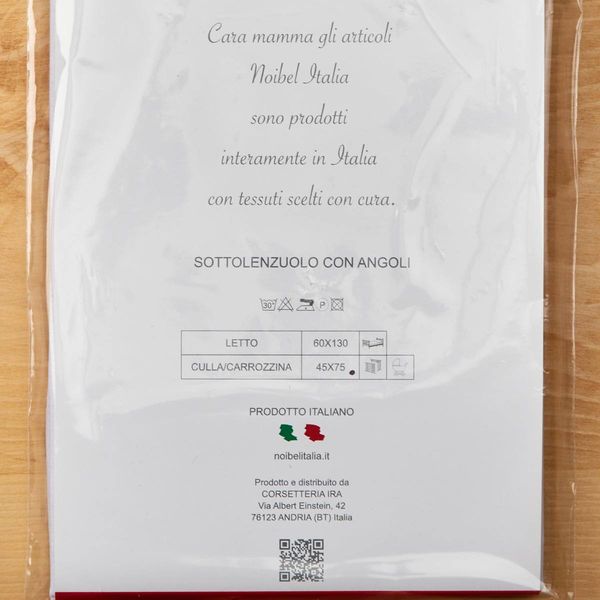 Cara mamma gli articoli
Noibel Italia
sono prodotti
interamente in Italia
con tessuti scelti con cura.
SOTTOLENZUOLO CON ANGOLI
30° P
LETTO 60X130
CULLA/CARROZZINA 45X75
PRODOTTO ITALIANO
noibelitalia.it
Prodotto e distribuito da
CORSETTERIA IRA
Via Albert Einstein, 42
76123 ANDRIA (BT) Italia